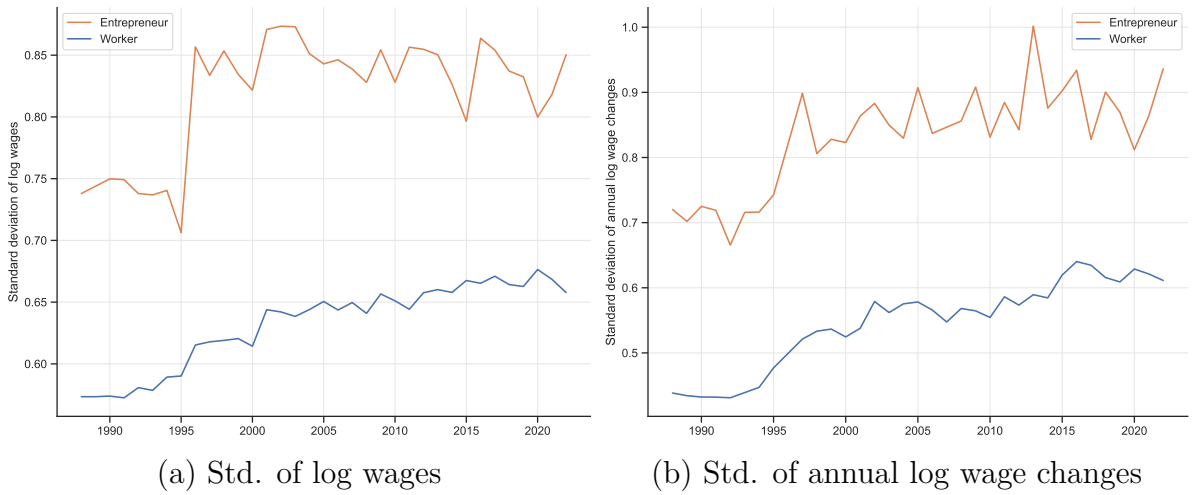 Entrepreneur
Worker
Standard deviation of log wages
0.85
0.80
0.75
0.70
0.65
0.60
1990 1995 2000 2005 2010 2015 2020
(a) Std. of log wages
Entrepreneur
Worker
Standard deviation of annual log wage changes
1.0
0.9
0.8
0.7
0.6
0.5
1990 1995 2000 2005 2010 2015 2020
(b) Std. of annual log wage changes